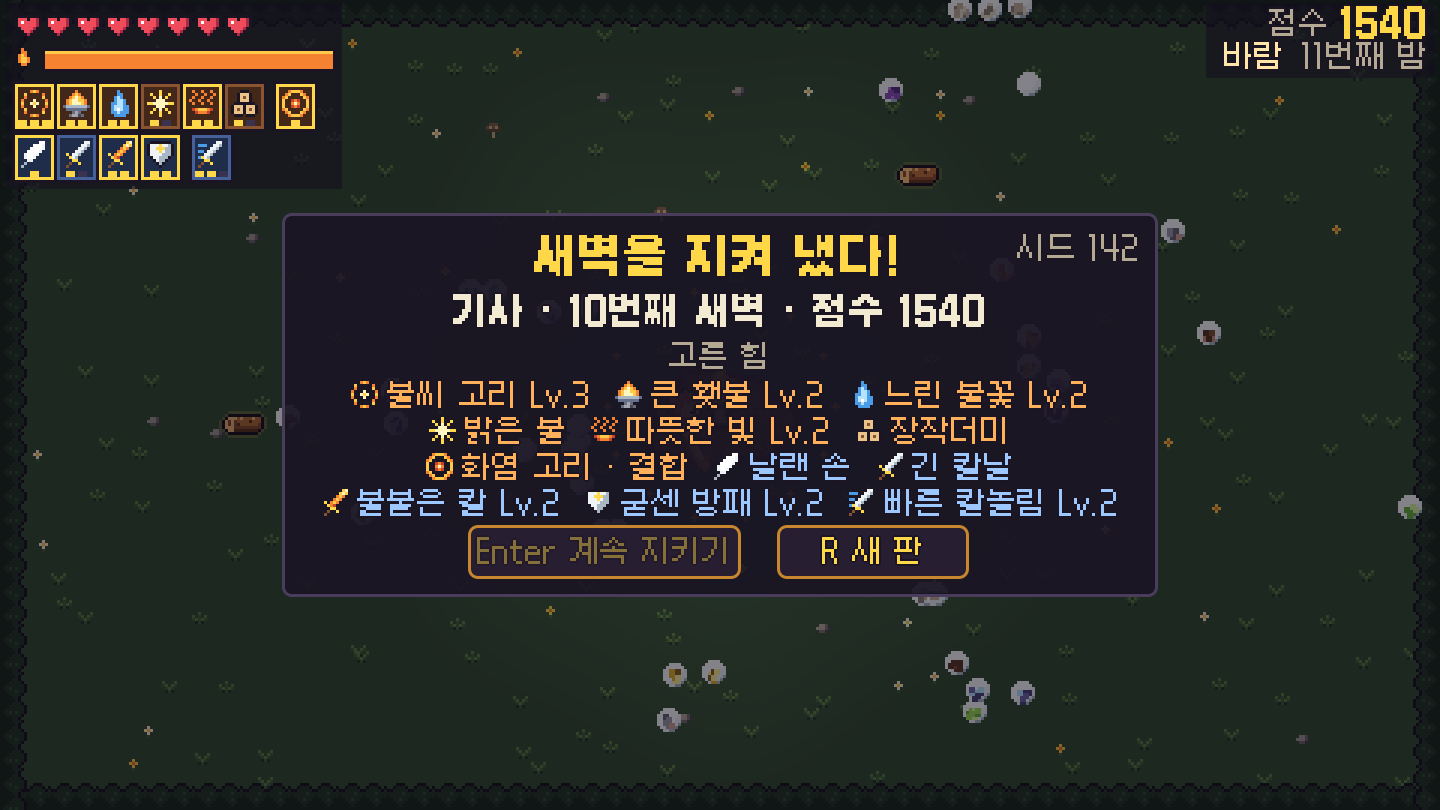 점수 1540
바람 11번째 밤
새벽을 지켜 냈다!
시드 142
기사 · 10번째 새벽 · 점수 1540
고른 힘
불씨 고리 Lv.3 큰 횃불 Lv.2 느린 불꽃 Lv.2
밝은 불 따뜻한 빛 Lv.2 장작더미
화염 고리 · 결합 날랜 손 긴 칼날
불붙은 칼 Lv.2 굳센 방패 Lv.2 빠른 칼놀림 Lv.2
Enter 계속 지키기
R 새 판